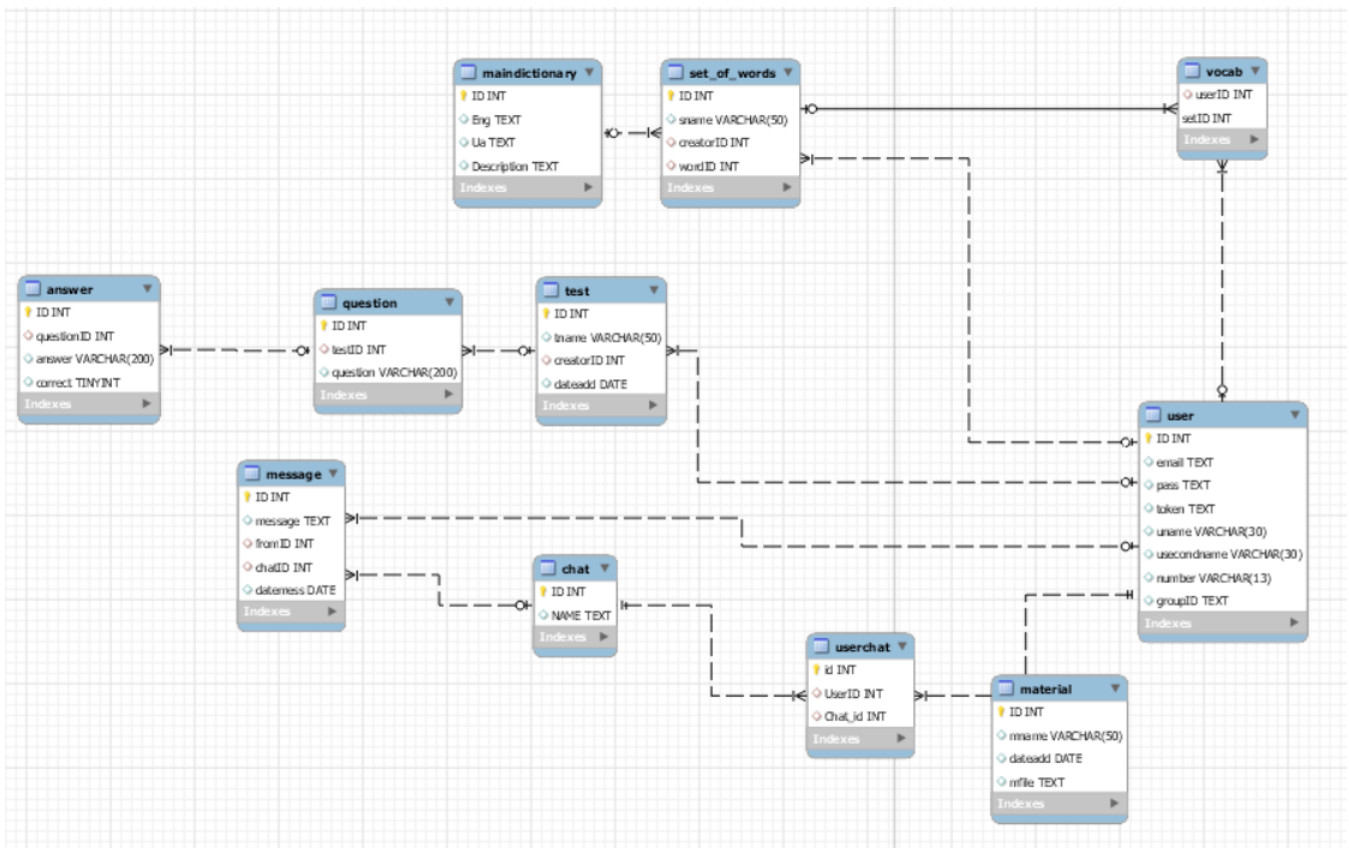 maindictionary
ID INT
Eng TEXT
Ua TEXT
Description TEXT
Indexes
set_of_words
ID INT
sname VARCHAR(50)
creatorID INT
wordID INT
Indexes
vocab
userID INT
setID INT
Indexes
answer
ID INT
questionID INT
answer VARCHAR(200)
correct TINYINT
Indexes
question
ID INT
testID INT
question VARCHAR(200)
Indexes
test
ID INT
tname VARCHAR(50)
creatorID INT
dateadd DATE
Indexes
user
ID INT
email TEXT
pass TEXT
token TEXT
uname VARCHAR(30)
usecondname VARCHAR(30)
number VARCHAR(13)
groupID TEXT
Indexes
message
ID INT
message TEXT
fromID INT
chatID INT
datemess DATE
Indexes
chat
ID INT
NAME TEXT
Indexes
userchat
id INT
UserID INT
Chat_id INT
Indexes
material
ID INT
mname VARCHAR(50)
dateadd DATE
mfile TEXT
Indexes